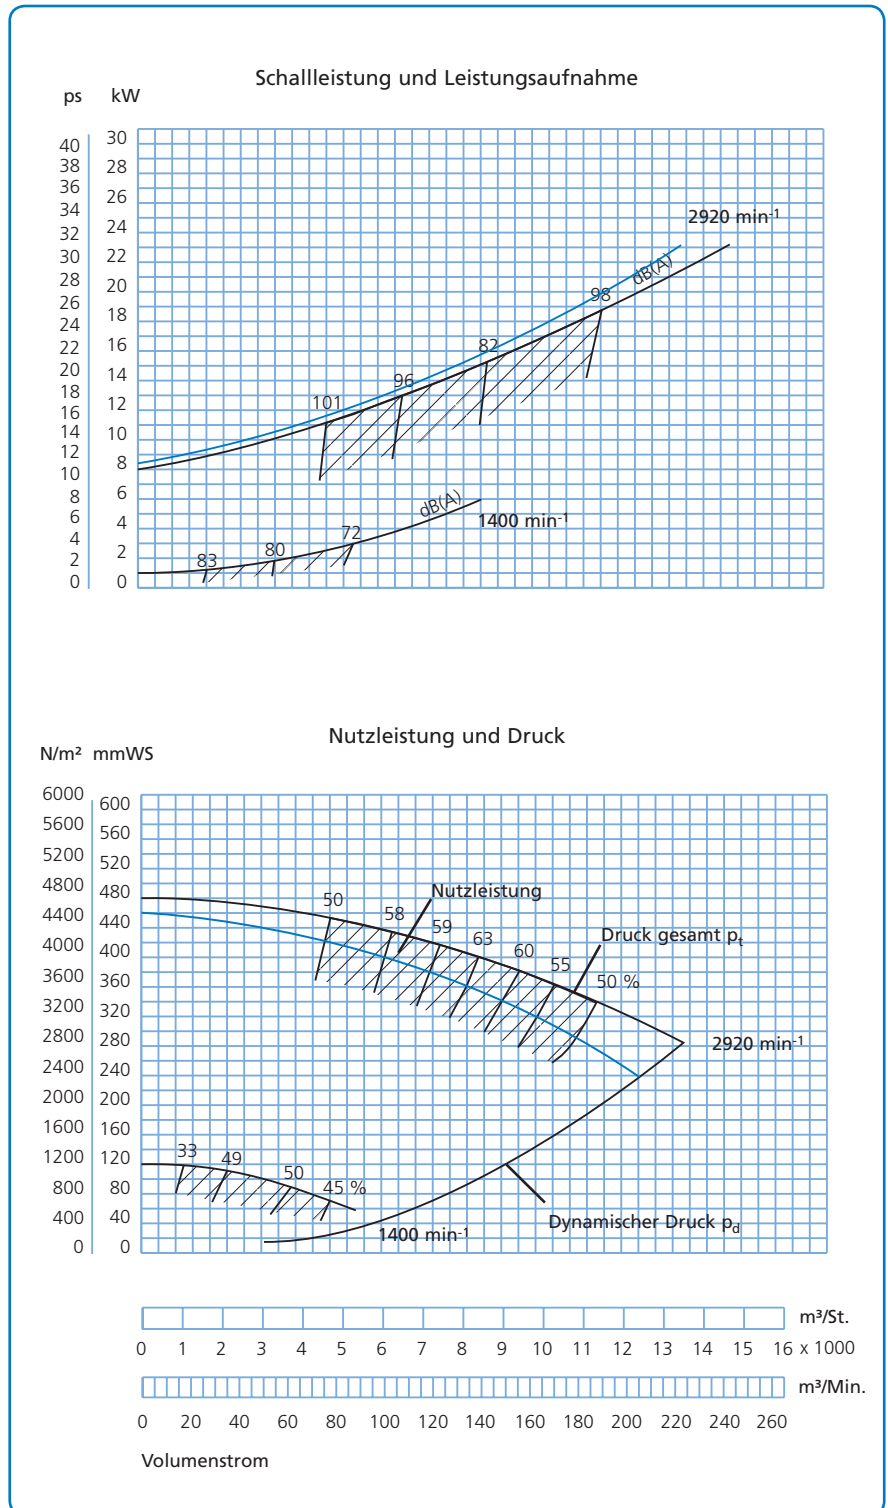 Schallleistung und Leistungsaufnahme
ps kW
40 30
38 28
36 26
34 24
32 22
30 20
28 18
26 16
24 14
22 12
20 10
18 8
16 6
14 4
12 2
10 0
8
6
4
2
0
2920 min-1
dB(A)
98
82
96
101
dB(A)
1400 min-1
72
80
83
Nutzleistung und Druck
N/m² mmWS
6000 600
5600 560
5200 520
4800 480
4400 440
4000 400
3600 360
3200 320
2800 280
2400 240
2000 200
1600 160
1200 120
800 80
400 40
0 0
Nutzleistung
50 58 59 63 60 55 50 %
Druck gesamt pt
2920 min-1
33 49 50 45 %
1400 min-1
Dynamischer Druck pd
m³/St.
0 1 2 3 4 5 6 7 8 9 10 11 12 13 14 15 16 x 1000
m³/Min.
0 20 40 60 80 100 120 140 160 180 200 220 240 260
Volumenstrom